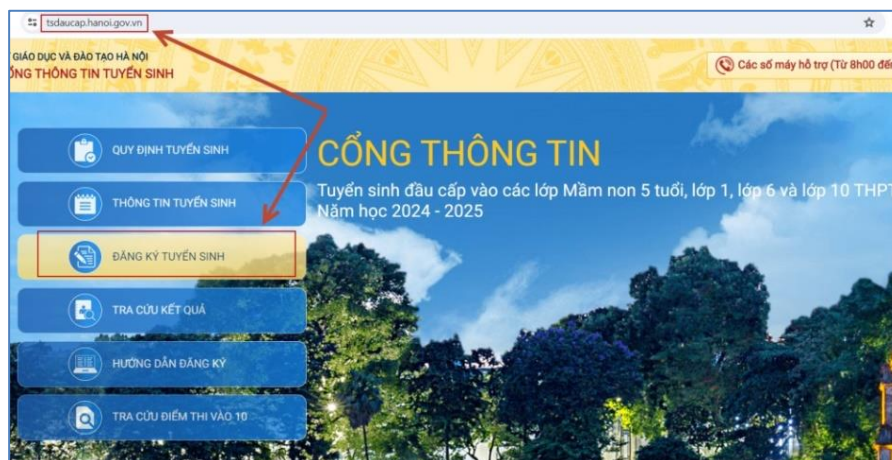 tsdaucap.hanoi.gov.vn
GIÁO DỤC VÀ ĐÀO TẠO HÀ NỘI
ỔNG THÔNG TIN TUYỂN SINH
Các số máy hỗ trợ (Từ 8h00 đến
QUY ĐỊNH TUYỂN SINH
THÔNG TIN TUYỂN SINH
ĐĂNG KÝ TUYỂN SINH
TRA CỨU KẾT QUẢ
HƯỚNG DẪN ĐĂNG KÝ
TRA CỨU ĐIỂM THI VÀO 10
CỔNG THÔNG TIN
Tuyển sinh đầu cấp vào các lớp Mầm non 5 tuổi, lớp 1, lớp 6 và lớp 10 THPT
Năm học 2024 - 2025